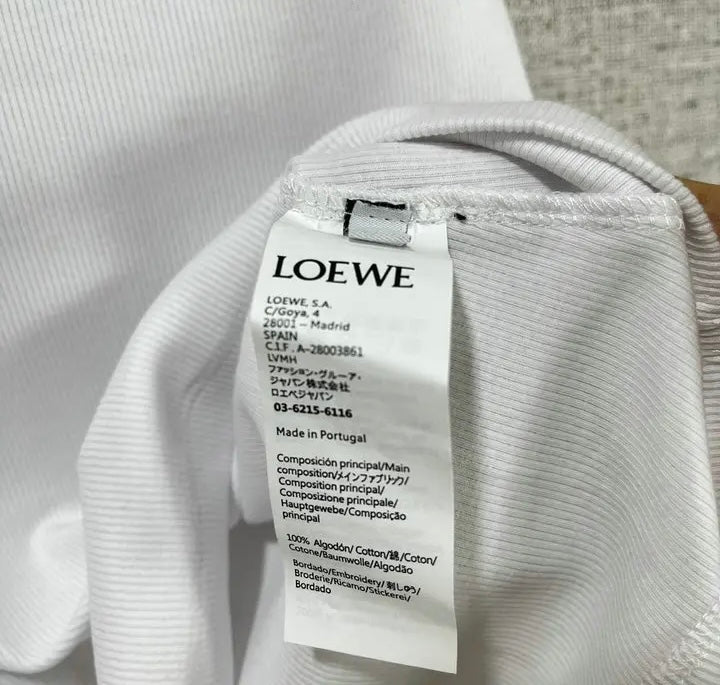 LOEWE
LOEWE, S.A.
C/Goya, 4
28001 – Madrid
SPAIN
C.I.F. A-28003861
LVMH
ファッション・グループ・
ジャパン株式会社
ロエベジャパン
03-6215-6116
Made in Portugal
Composición principal/Main
composition/メインファブリック/
Composition principal/
Composizione principale/
Hauptgewebe/Composição
principal
100% Algodón/ Cotton/綿/Coton/
Cotone/Baumwolle/Algodão
Bordado/Embroidery/ 刺しゅう/
Broderie/Ricamo/Stickerei/
Bordado